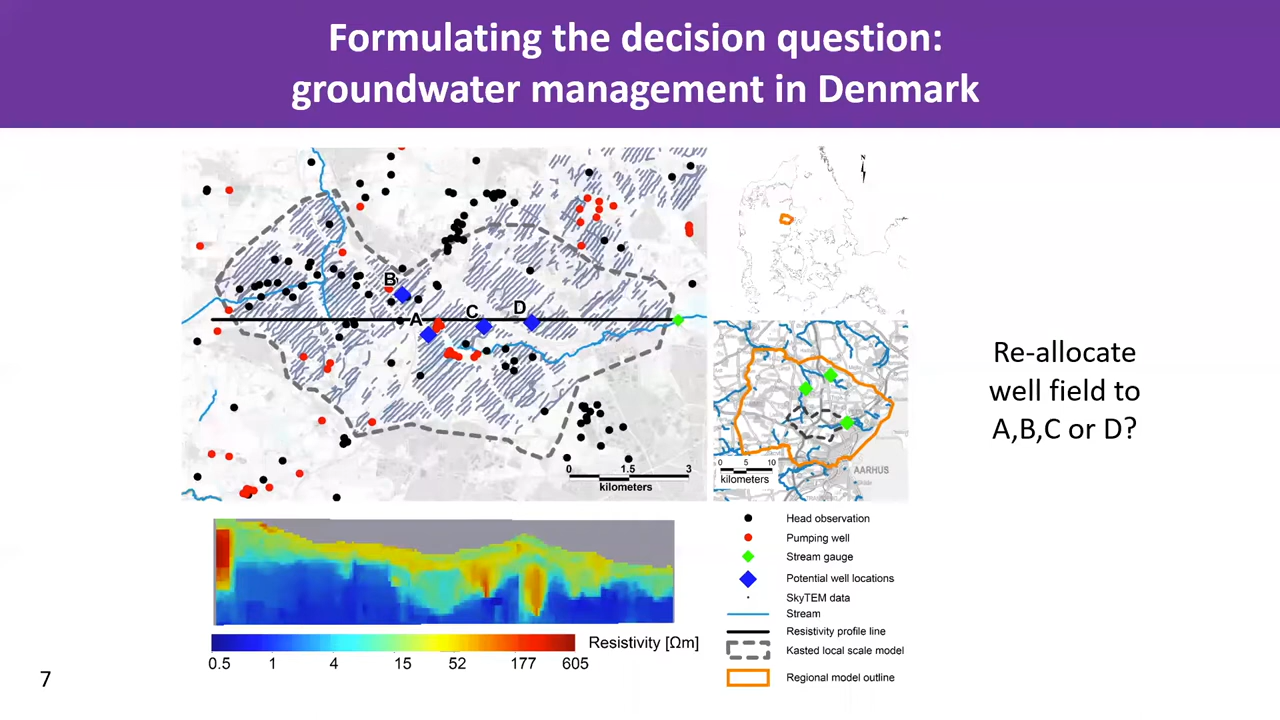 Formulating the decision question:
groundwater management in Denmark
B
A
C
D
0 1.5 3
kilometers
N
0 5 10
kilometers
AARHUS
Re-allocate
well field to
A,B,C or D?
Resistivity [Ωm]
0.5 1 4 15 52 177 605
Head observation
Pumping well
Stream gauge
Potential well locations
SkyTEM data
Stream
Resistivity profile line
Kasted local scale model
Regional model outline
7